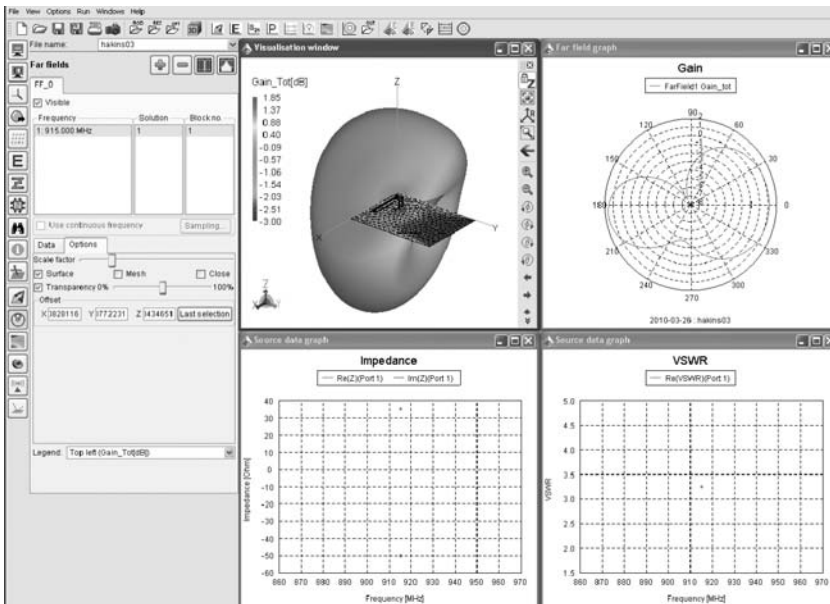 File View Options Run Windows Help
File name: hakins03
Far fields
FF_0
Visible
Frequency Solution Block no.
1: 915.000 MHz 1 1
Use continuous frequency Sampling...
Data Options
Scale factor
Surface Mesh Close
Transparency 0% 100%
Offset
X Y Z Last selection
Legend: Top left (Gain_Tot[dB])
Visualisation window
Gain_Tot[dB]
1.85
1.37
0.88
0.40
-0.09
-0.57
-1.06
-1.54
-2.03
-2.51
-3.00
Z
X
Y
Far field graph
Gain
FarField1 Gain_tot
90
120 60
150 30
180 0
210 330
240 300
270
2010-03-26 : hakins03
Source data graph
Impedance
Re(Z)(Port 1) Im(Z)(Port 1)
Impedance [Ohm]
40
30
20
10
0
-10
-20
-30
-40
-50
-60
860 870 880 890 900 910 920 930 940 950 960 970
Frequency [MHz]
Source data graph
VSWR
Re(VSWR)(Port 1)
VSWR
5.0
4.5
4.0
3.5
3.0
2.5
2.0
1.5
860 870 880 890 900 910 920 930 940 950 960 970
Frequency [MHz]